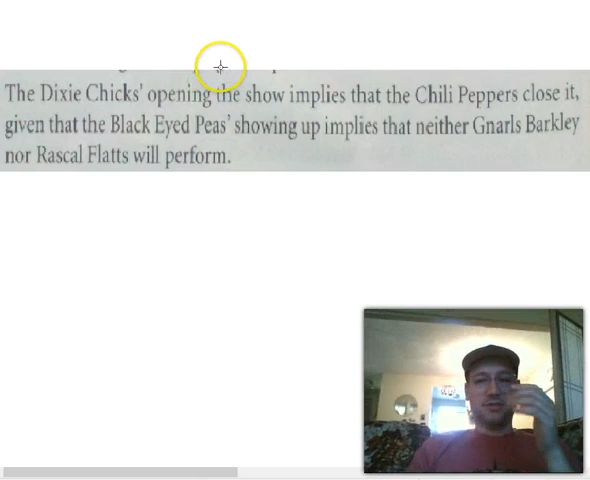 The Dixie Chicks' opening the show implies that the Chili Peppers close it,
given that the Black Eyed Peas' showing up implies that neither Gnarls Barkley
nor Rascal Flatts will perform.